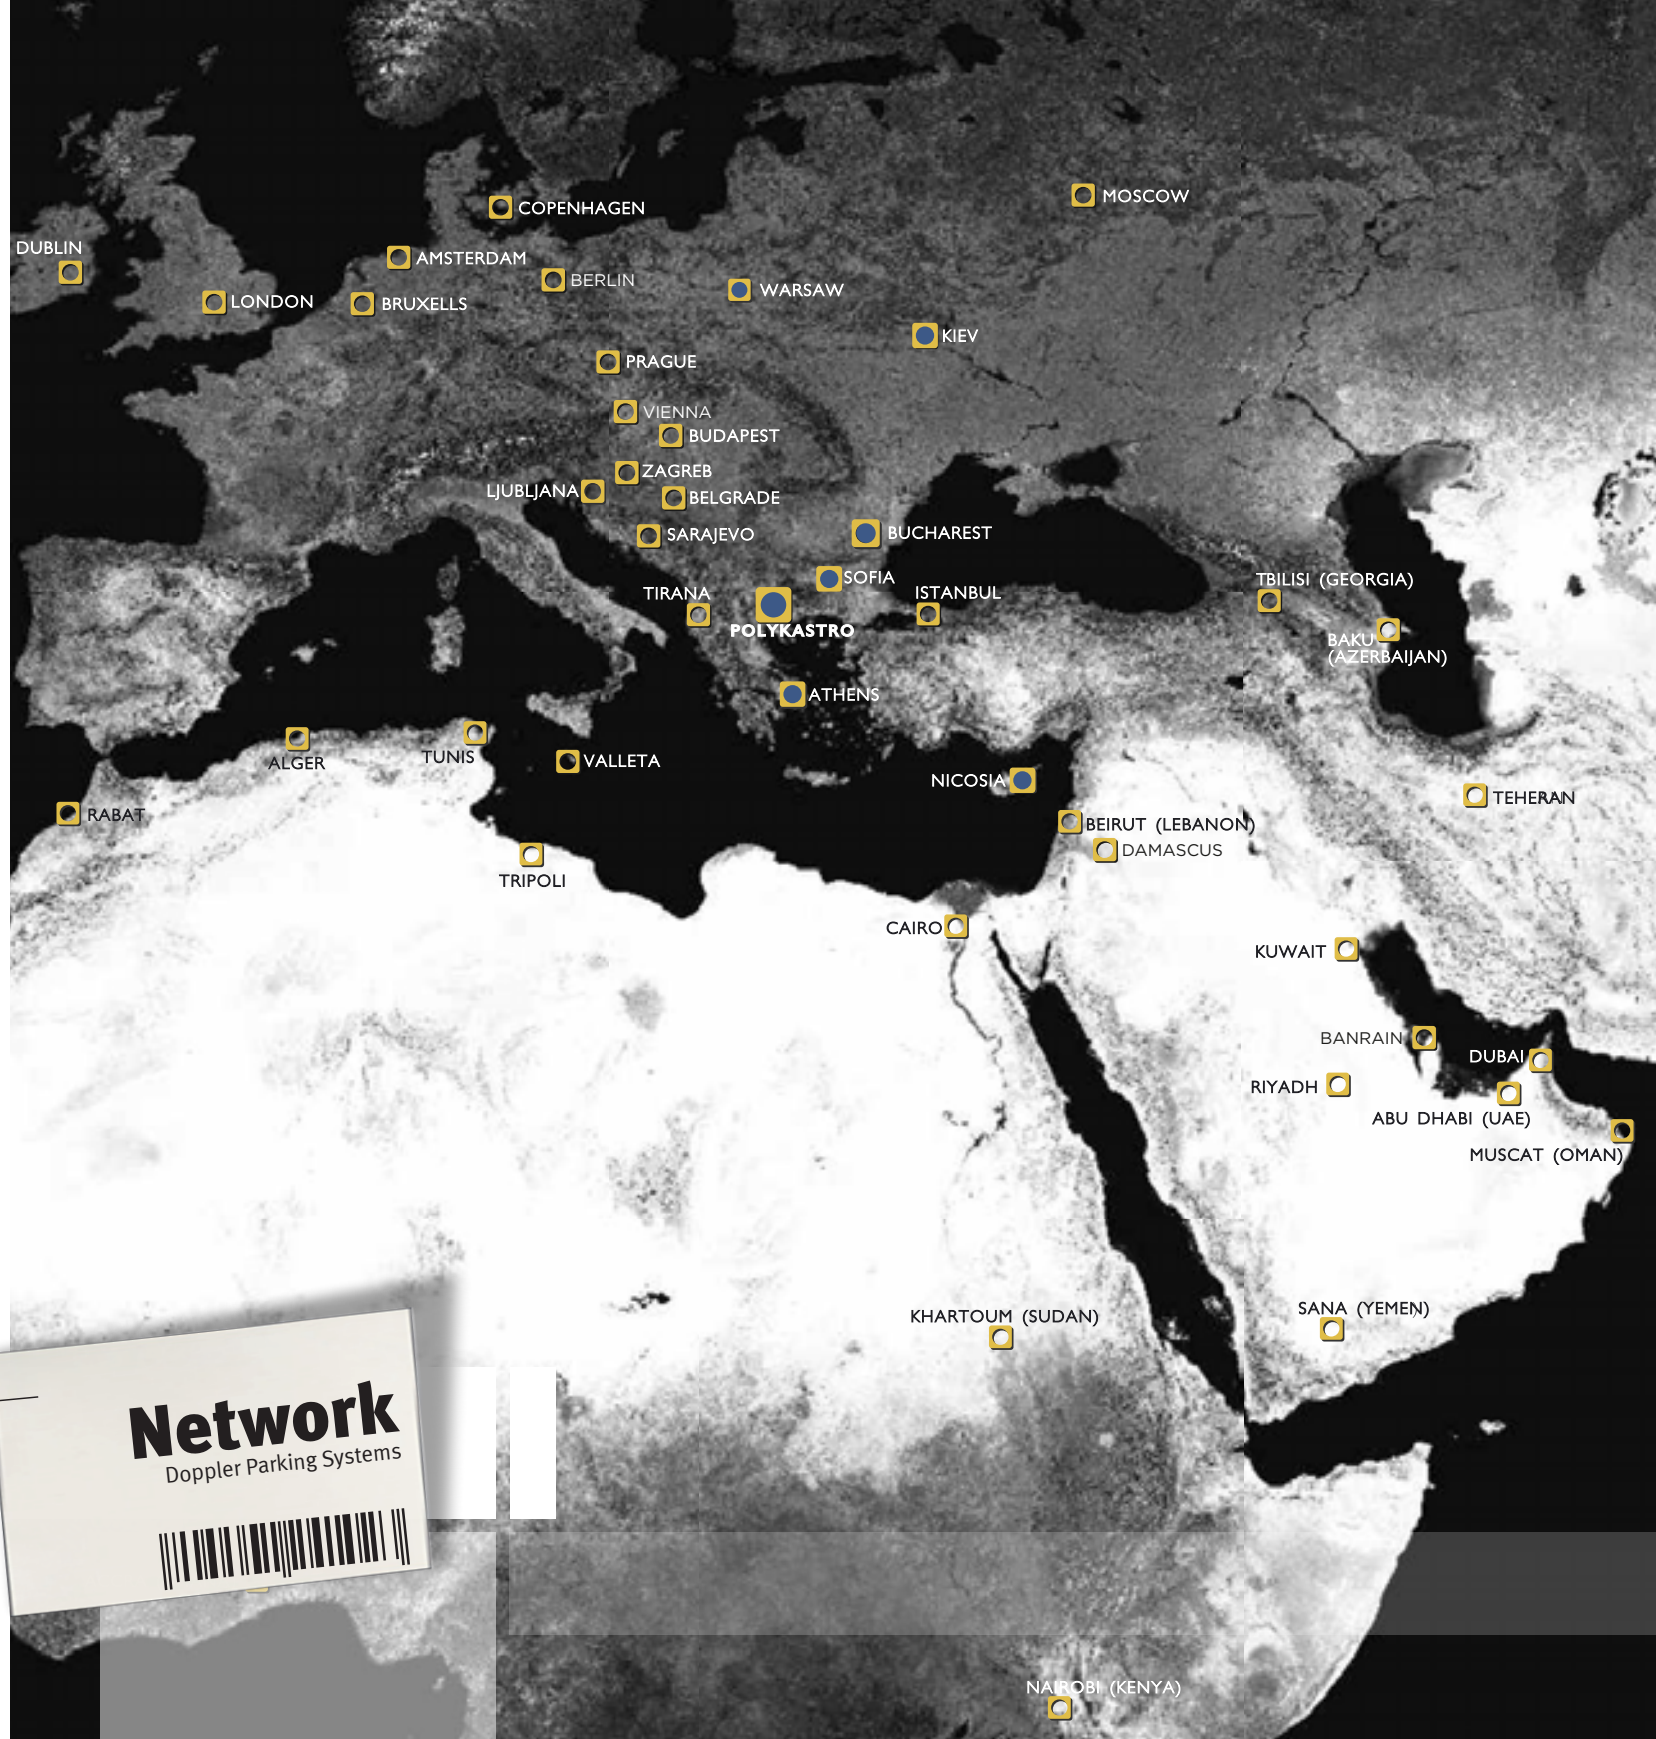 MOSCOW
COPENHAGEN
DUBLIN
AMSTERDAM
BERLIN
WARSAW
LONDON
BRUXELLS
KIEV
PRAGUE
VIENNA
BUDAPEST
ZAGREB
LJUBLJANA
BELGRADE
SARAJEVO
BUCHAREST
SOFIA
TBILISI (GEORGIA)
TIRANA
ISTANBUL
POLYKASTRO
BAKU
(AZERBAIJAN)
ATHENS
ALGER
TUNIS
VALLETA
NICOSIA
TEHERAN
RABAT
BEIRUT (LEBANON)
DAMASCUS
TRIPOLI
CAIRO
KUWAIT
BANRAIN
DUBAI
RIYADH
ABU DHABI (UAE)
MUSCAT (OMAN)
SANA (YEMEN)
KHARTOUM (SUDAN)
Network
Doppler Parking Systems
NAIROBI (KENYA)